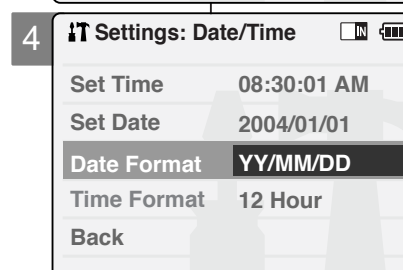 4
Settings: Date/Time IN
Set Time 08:30:01 AM
Set Date 2004/01/01
Date Format YY/MM/DD
Time Format 12 Hour
Back